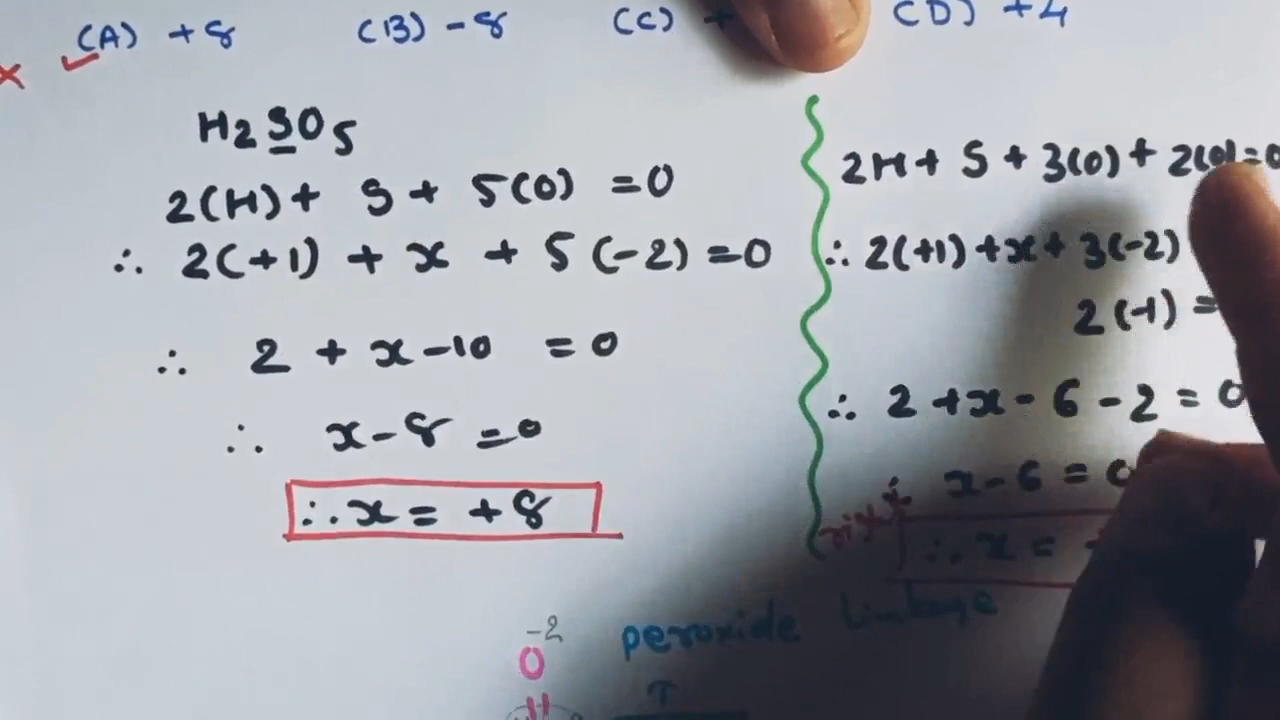 (A) +8 (B) -8 (C) + (D) +4
H2SO5
2(H)+ S + 5(O) =0
∴ 2(+1) + x + 5(-2) =0
∴ 2 + x-10 =0
∴ x-8 =0
∴ x= +8
2H+ S + 3(O) + 2(O)=0
∴ 2(+1) +x+ 3(-2)
2(-1) =
∴ 2 +x- 6 -2 = 0
∴ x-6 = 0
∴ x=
peroxide linkage
-2
O